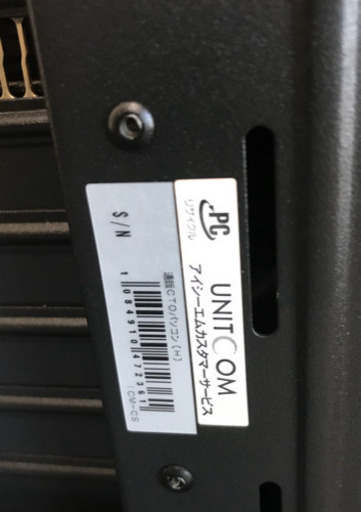 PC
リサイクル
UNITCOM
アイシーエムカスタマーサービス
通販CTOパソコン(H)
S/N
1084910472361
ICM-CS